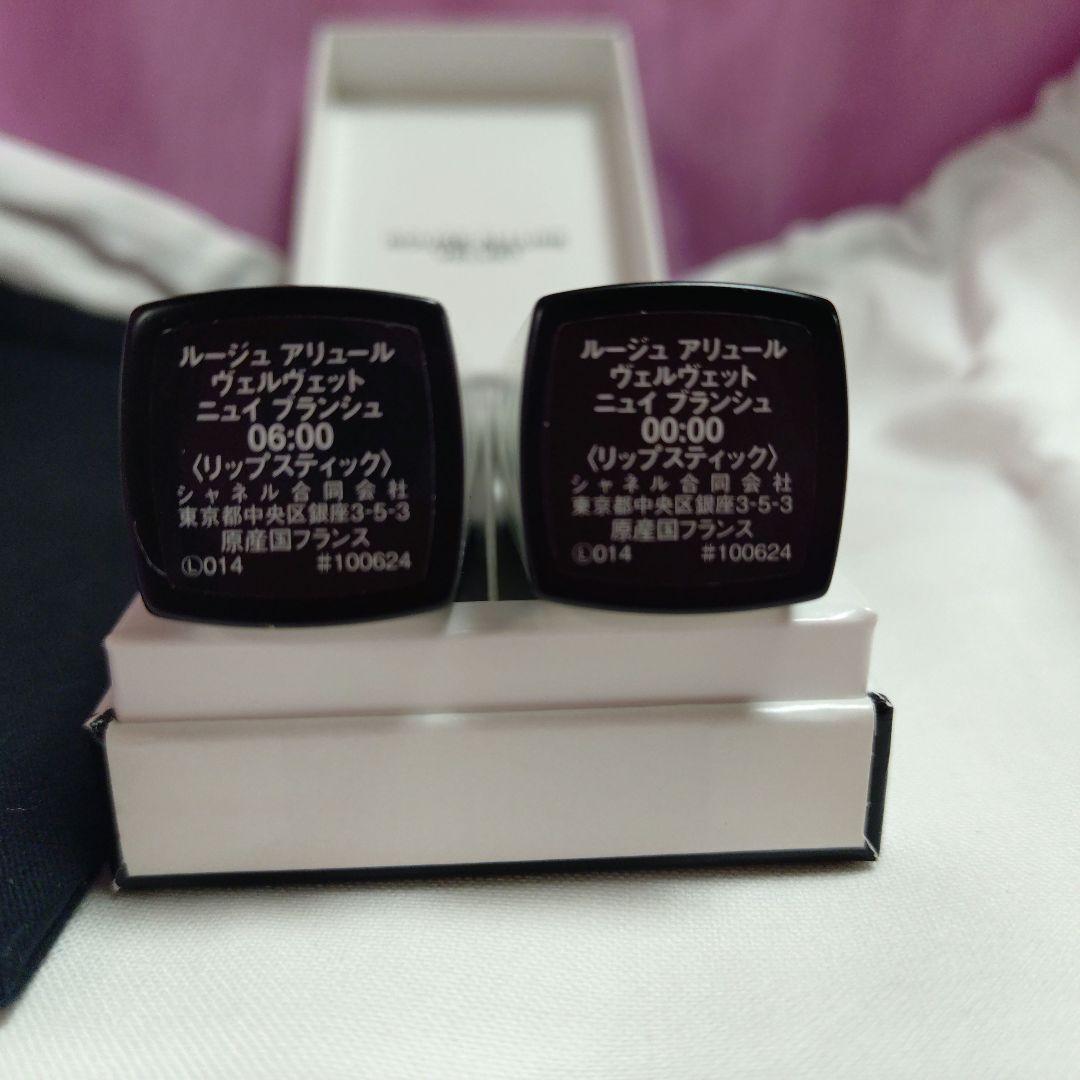 ルージュ アリュール
ヴェルヴェット
ニュイ ブランシュ
06:00
〈リップスティック〉
シャネル合同会社
東京都中央区銀座3-5-3
原産国フランス
Ⓛ014 #100624
ルージュ アリュール
ヴェルヴェット
ニュイ ブランシュ
00:00
〈リップスティック〉
シャネル合同会社
東京都中央区銀座3-5-3
原産国フランス
Ⓛ014 #100624